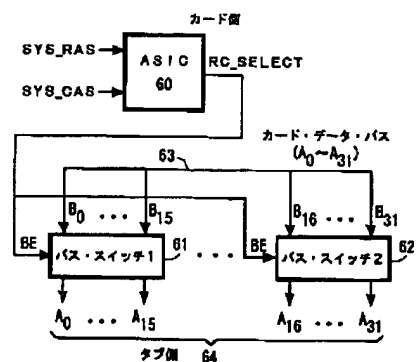 カード側
SYS_RAS
ASIC
60
RC_SELECT
SYS_CAS
カード・データ・バス
(A0~A31)
63
B0 ... B15
B16 ... B31
BE
バス・スイッチ1
61
...
BE
バス・スイッチ2
62
A0 ... A15
A16 ... A31
タブ側 64